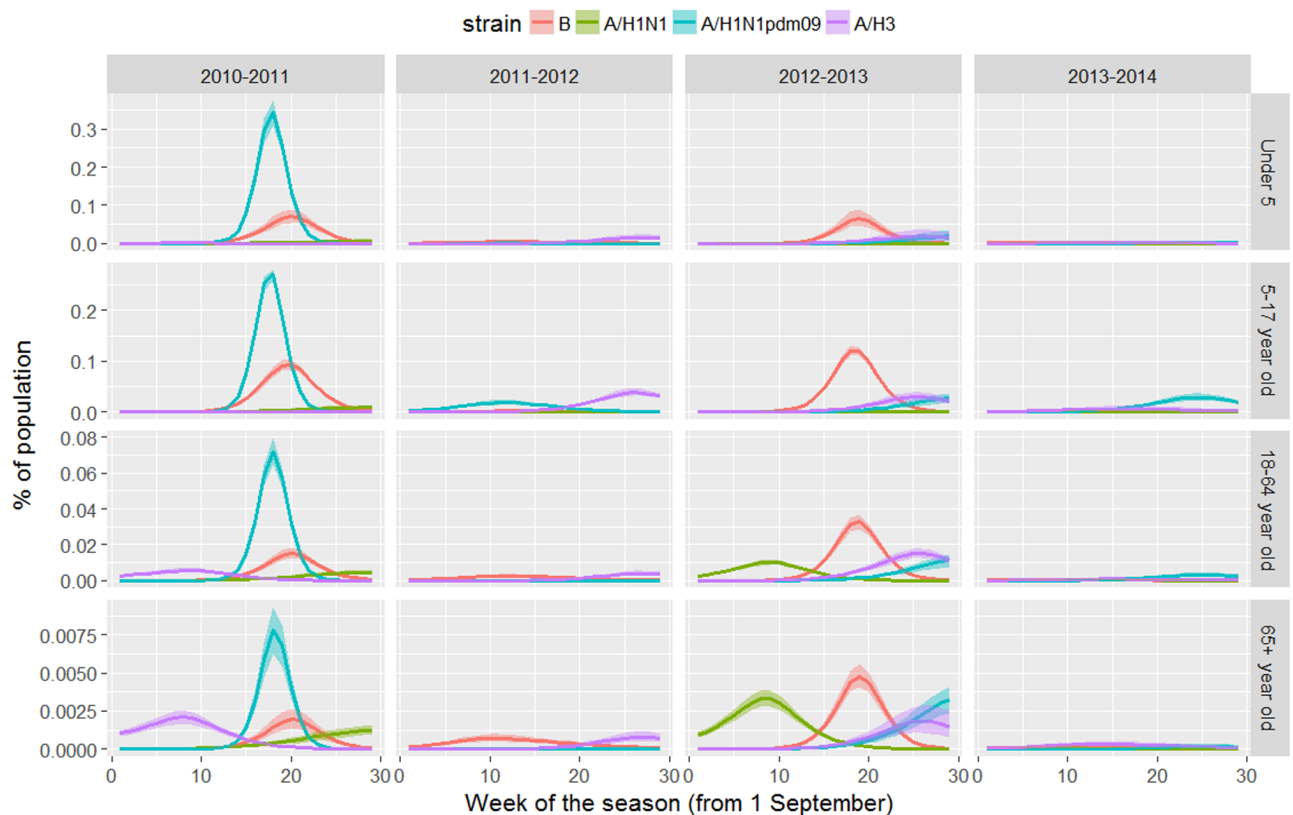 strain B A/H1N1 A/H1N1pdm09 A/H3
2010-2011 2011-2012 2012-2013 2013-2014
0.3
0.2
0.1
0.0
Under 5
0.2
0.1
0.0
5-17 year old
0.08
0.06
0.04
0.02
0.00
18-64 year old
0.0075
0.0050
0.0025
0.0000
65+ year old
% of population
0 10 20 30 0 10 20 30 0 10 20 30 0 10 20 30
Week of the season (from 1 September)